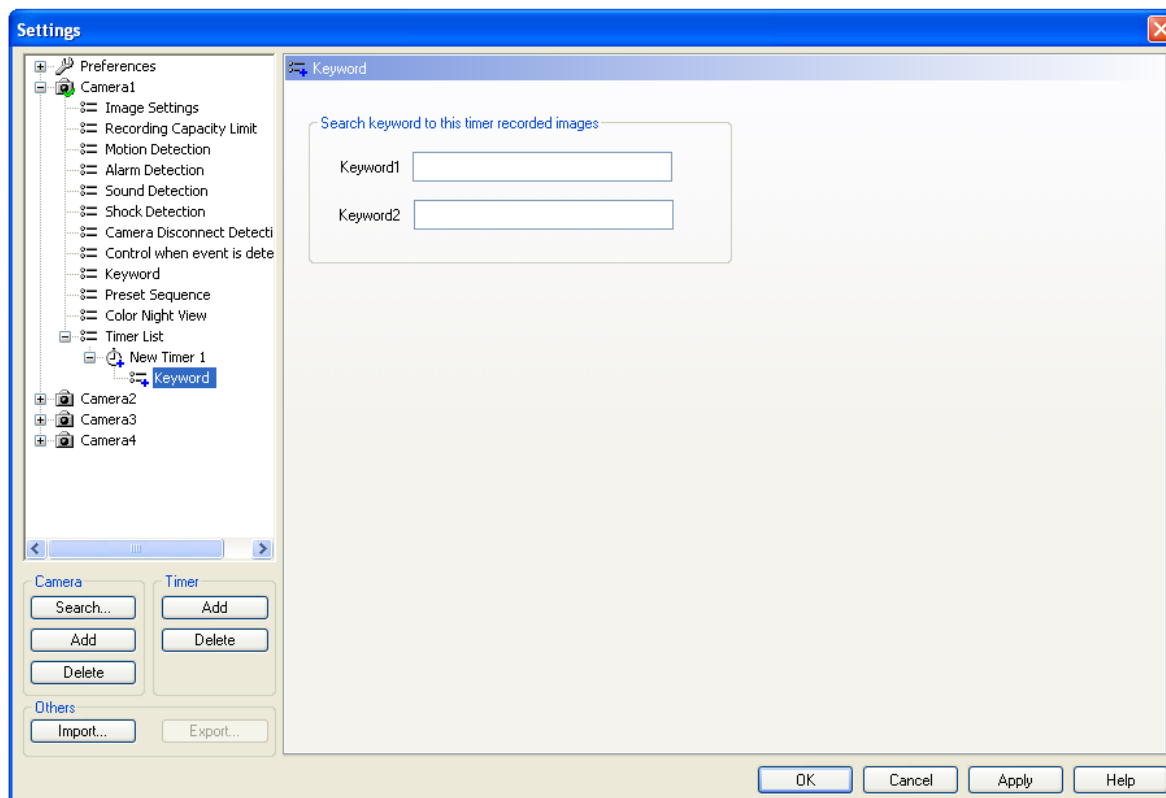 Settings
Preferences
Camera1
Image Settings
Recording Capacity Limit
Motion Detection
Alarm Detection
Sound Detection
Shock Detection
Camera Disconnect Detecti
Control when event is dete
Keyword
Preset Sequence
Color Night View
Timer List
New Timer 1
Keyword
Camera2
Camera3
Camera4
Camera
Search...
Add
Delete
Timer
Add
Delete
Others
Import...
Export...
Keyword
Search keyword to this timer recorded images
Keyword1
Keyword2
OK
Cancel
Apply
Help